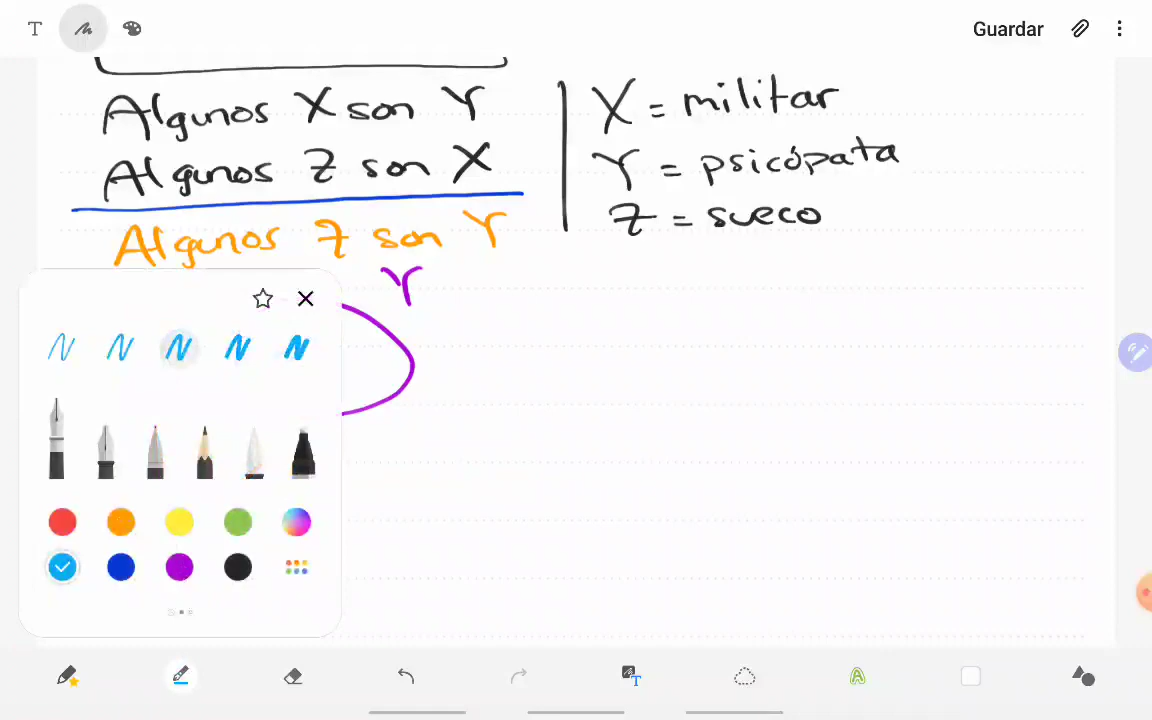 T
Guardar
Algunos X son Y
Algunos Z son X
Algunos Z son Y
X = militar
Y = psicópata
Z = sueco
Y